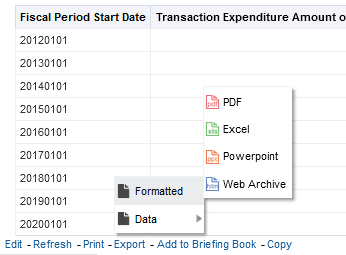 Fiscal Period Start Date Transaction Expenditure Amount o
20120101
20130101
20140101
20150101
20160101
20170101
20180101
20190101
20200101
PDF
Excel
Powerpoint
Web Archive
Formatted
Data
Edit - Refresh - Print - Export - Add to Briefing Book - Copy